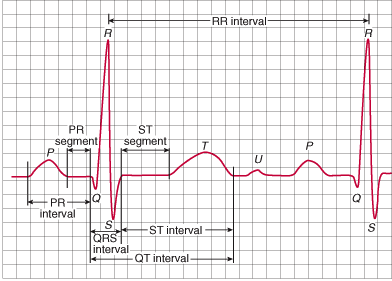 RR interval
R
R
PR
segment
ST
segment
P
T
U
P
Q
S
Q
S
PR
interval
QRS
interval
ST interval
QT interval